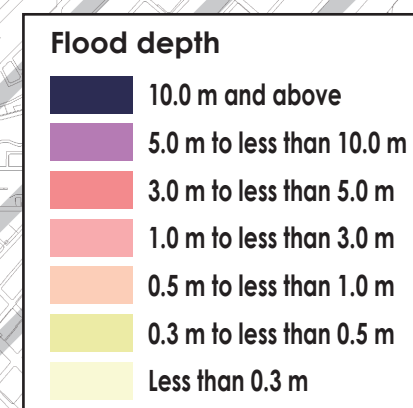 Flood depth
10.0 m and above
5.0 m to less than 10.0 m
3.0 m to less than 5.0 m
1.0 m to less than 3.0 m
0.5 m to less than 1.0 m
0.3 m to less than 0.5 m
Less than 0.3 m